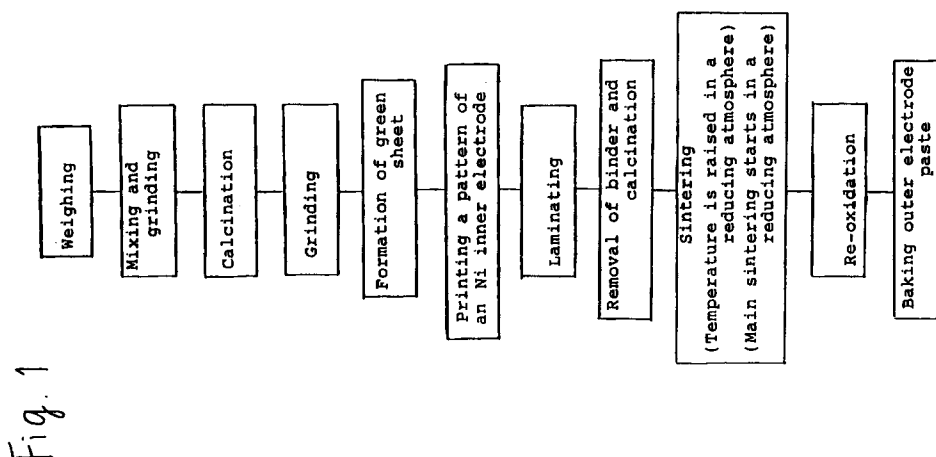 Fig. 1
Weighing
Mixing and
grinding
Calcination
Grinding
Formation of green
sheet
Printing a pattern of
an Ni inner electrode
Laminating
Removal of binder and
calcination
Sintering
(Temperature is raised in a
reducing atmosphere)
(Main sintering starts in a
reducing atmosphere)
Re-oxidation
Baking outer electrode
paste